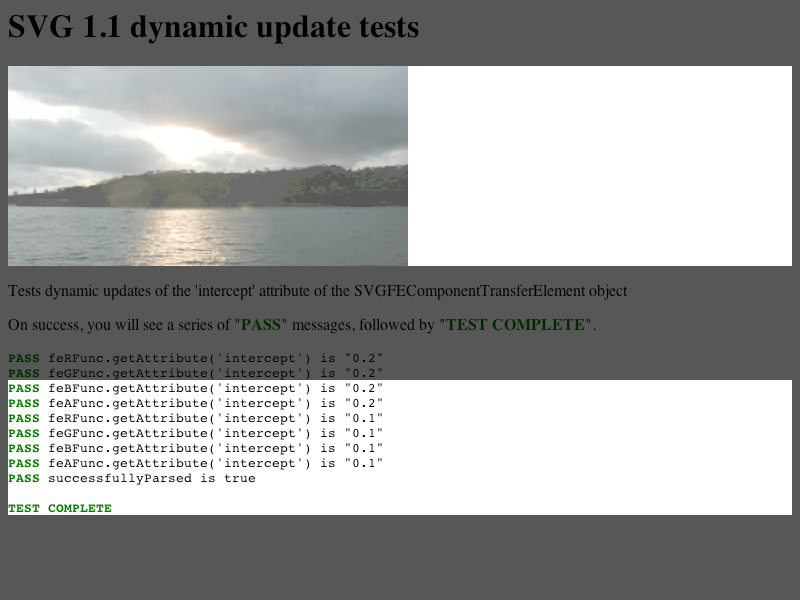 SVG 1.1 dynamic update tests
Tests dynamic updates of the 'intercept' attribute of the SVGFEComponentTransferElement object
On success, you will see a series of "PASS" messages, followed by "TEST COMPLETE".
PASS feRFunc.getAttribute('intercept') is "0.2"
PASS feGFunc.getAttribute('intercept') is "0.2"
PASS feBFunc.getAttribute('intercept') is "0.2"
PASS feAFunc.getAttribute('intercept') is "0.2"
PASS feRFunc.getAttribute('intercept') is "0.1"
PASS feGFunc.getAttribute('intercept') is "0.1"
PASS feBFunc.getAttribute('intercept') is "0.1"
PASS feAFunc.getAttribute('intercept') is "0.1"
PASS successfullyParsed is true
TEST COMPLETE